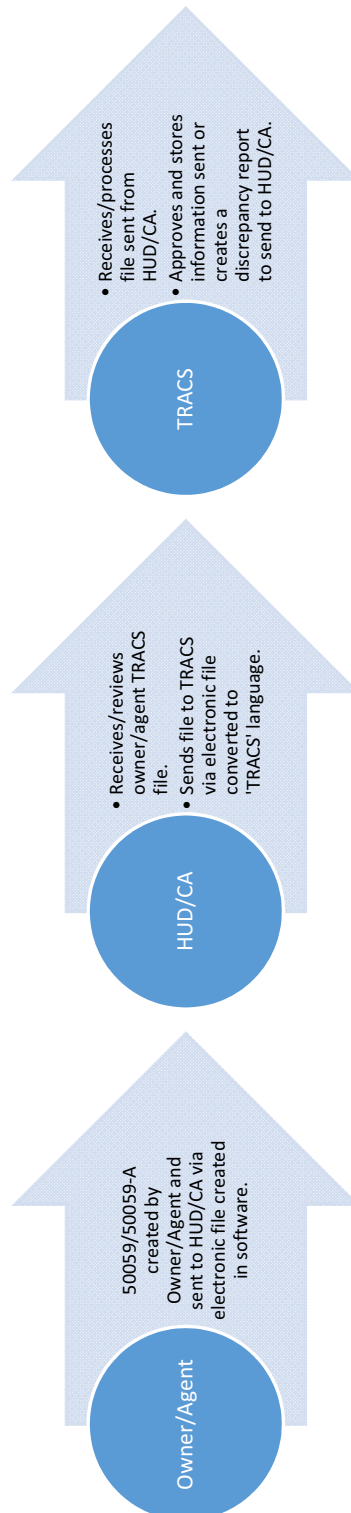 Owner/Agent
50059/50059-A
created by
Owner/Agent and
sent to HUD/CA via
electronic file created
in software.
HUD/CA
• Receives/reviews
owner/agent TRACS
file.
• Sends file to TRACS
via electronic file
converted to
'TRACS' language.
TRACS
• Receives/processes
file sent from
HUD/CA.
• Approves and stores
information sent or
creates a
discrepancy report
to send to HUD/CA.